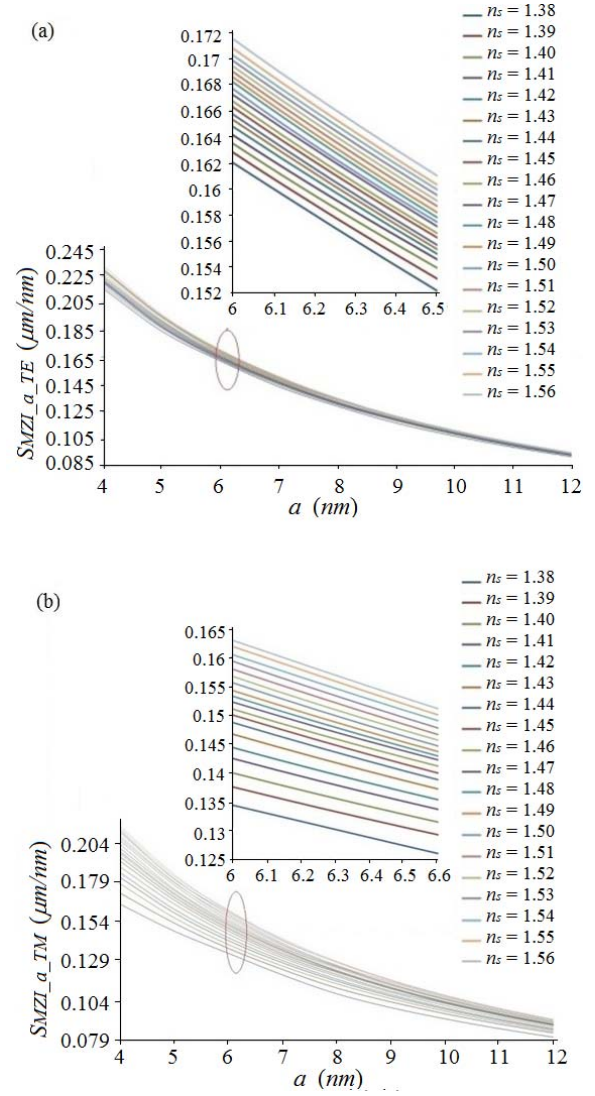 (a)
0.172
0.17
0.168
0.166
0.164
0.162
0.16
0.158
0.156
0.154
0.152
6 6.1 6.2 6.3 6.4 6.5
ns = 1.38
ns = 1.39
ns = 1.40
ns = 1.41
ns = 1.42
ns = 1.43
ns = 1.44
ns = 1.45
ns = 1.46
ns = 1.47
ns = 1.48
ns = 1.49
ns = 1.50
ns = 1.51
ns = 1.52
ns = 1.53
ns = 1.54
ns = 1.55
ns = 1.56
0.245
0.225
0.205
0.185
0.165
0.145
0.125
0.105
0.085
SMZI_a_TE (μm/nm)
4 5 6 7 8 9 10 11 12
a (nm)
(b)
0.165
0.16
0.155
0.15
0.145
0.14
0.135
0.13
0.125
6 6.1 6.2 6.3 6.4 6.6 6.6
ns = 1.38
ns = 1.39
ns = 1.40
ns = 1.41
ns = 1.42
ns = 1.43
ns = 1.44
ns = 1.45
ns = 1.46
ns = 1.47
ns = 1.48
ns = 1.49
ns = 1.50
ns = 1.51
ns = 1.52
ns = 1.53
ns = 1.54
ns = 1.55
ns = 1.56
0.204
0.179
0.154
0.129
0.104
0.079
SMZI_a_TM (μm/nm)
4 5 6 7 8 9 10 11 12
a (nm)